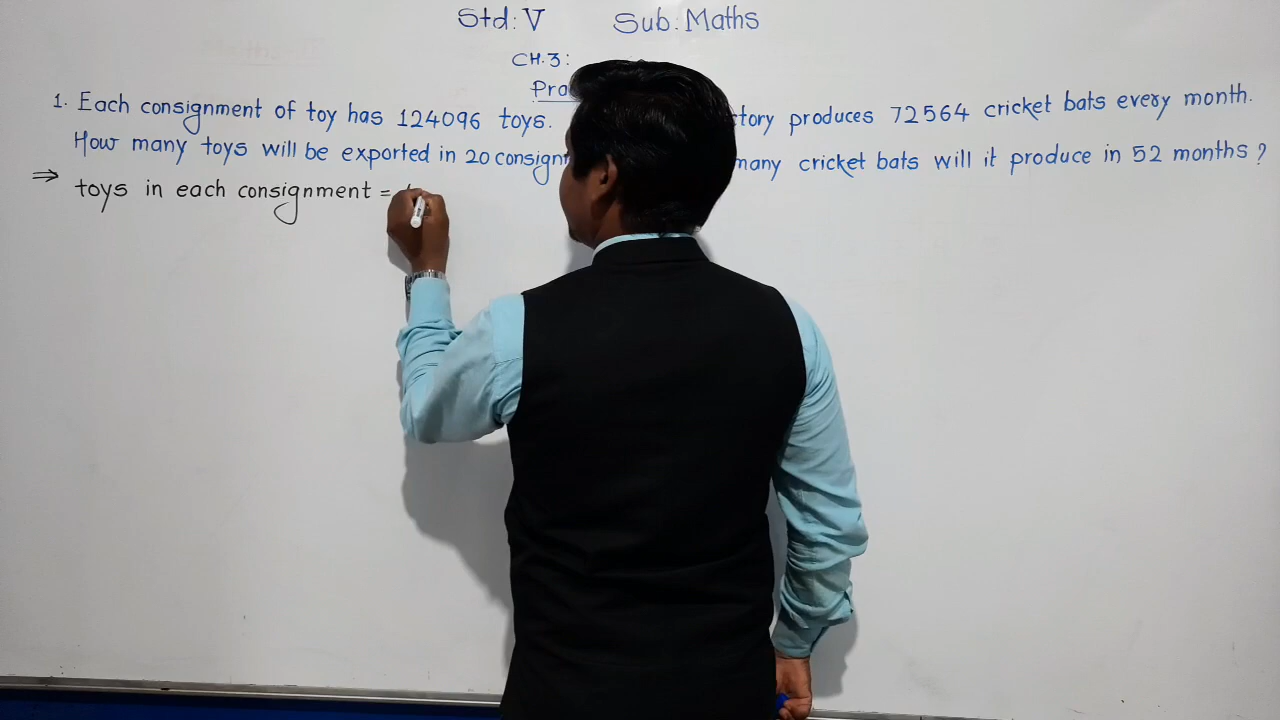 Std: V Sub: Maths
CH.3:
1. Each consignment of toy has 124096 toys.
How many toys will be exported in 20
⇒ toys in each consignment =
produces 72564 cricket bats every month.
many cricket bats will it produce in 52 months ?